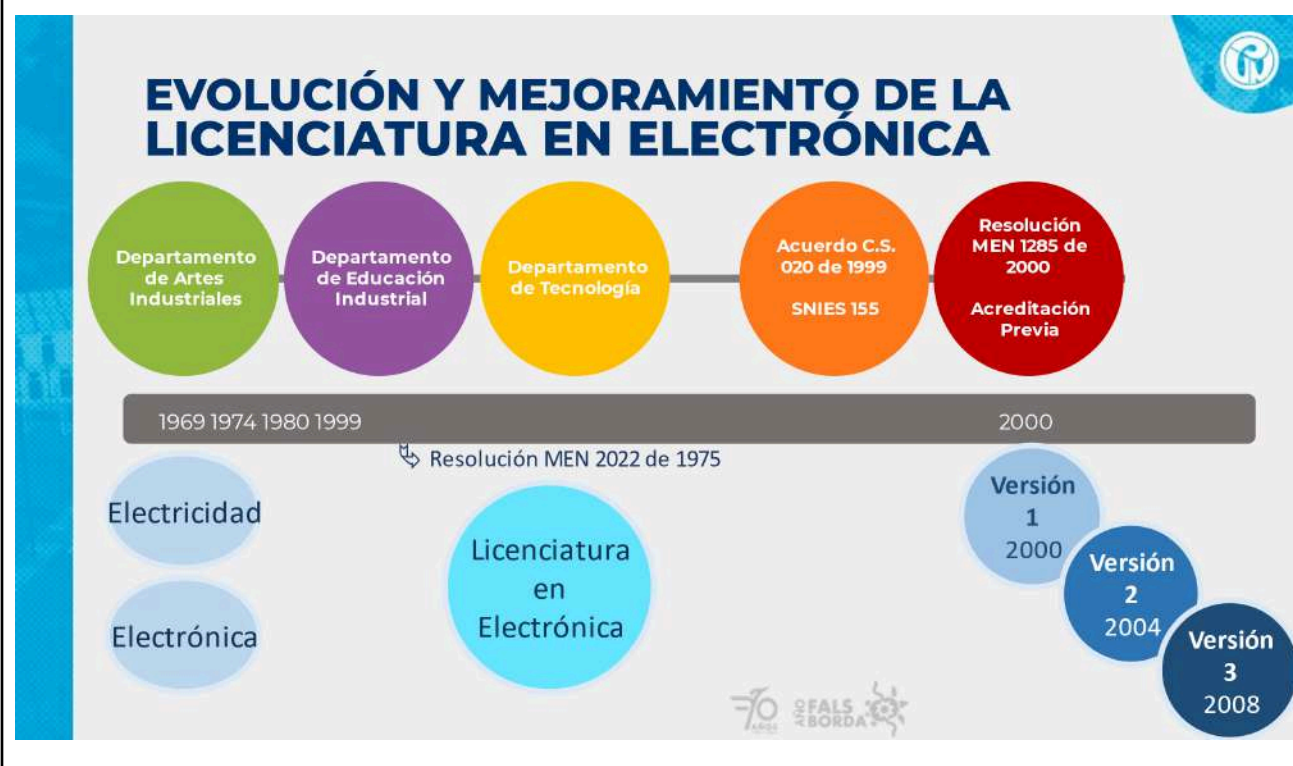 EVOLUCIÓN Y MEJORAMIENTO DE LA
LICENCIATURA EN ELECTRÓNICA
Departamento
de Artes
Industriales
Departamento
de Educación
Industrial
Departamento
de Tecnología
Acuerdo C.S.
020 de 1999
SNIES 155
Resolución
MEN 1285 de
2000
Acreditación
Previa
1969 1974 1980 1999
2000
Resolución MEN 2022 de 1975
Electricidad
Electrónica
Licenciatura
en
Electrónica
Versión
1
2000
Versión
2
2004
Versión
3
2008
70
AÑOS
AÑO
FALS
BORDA